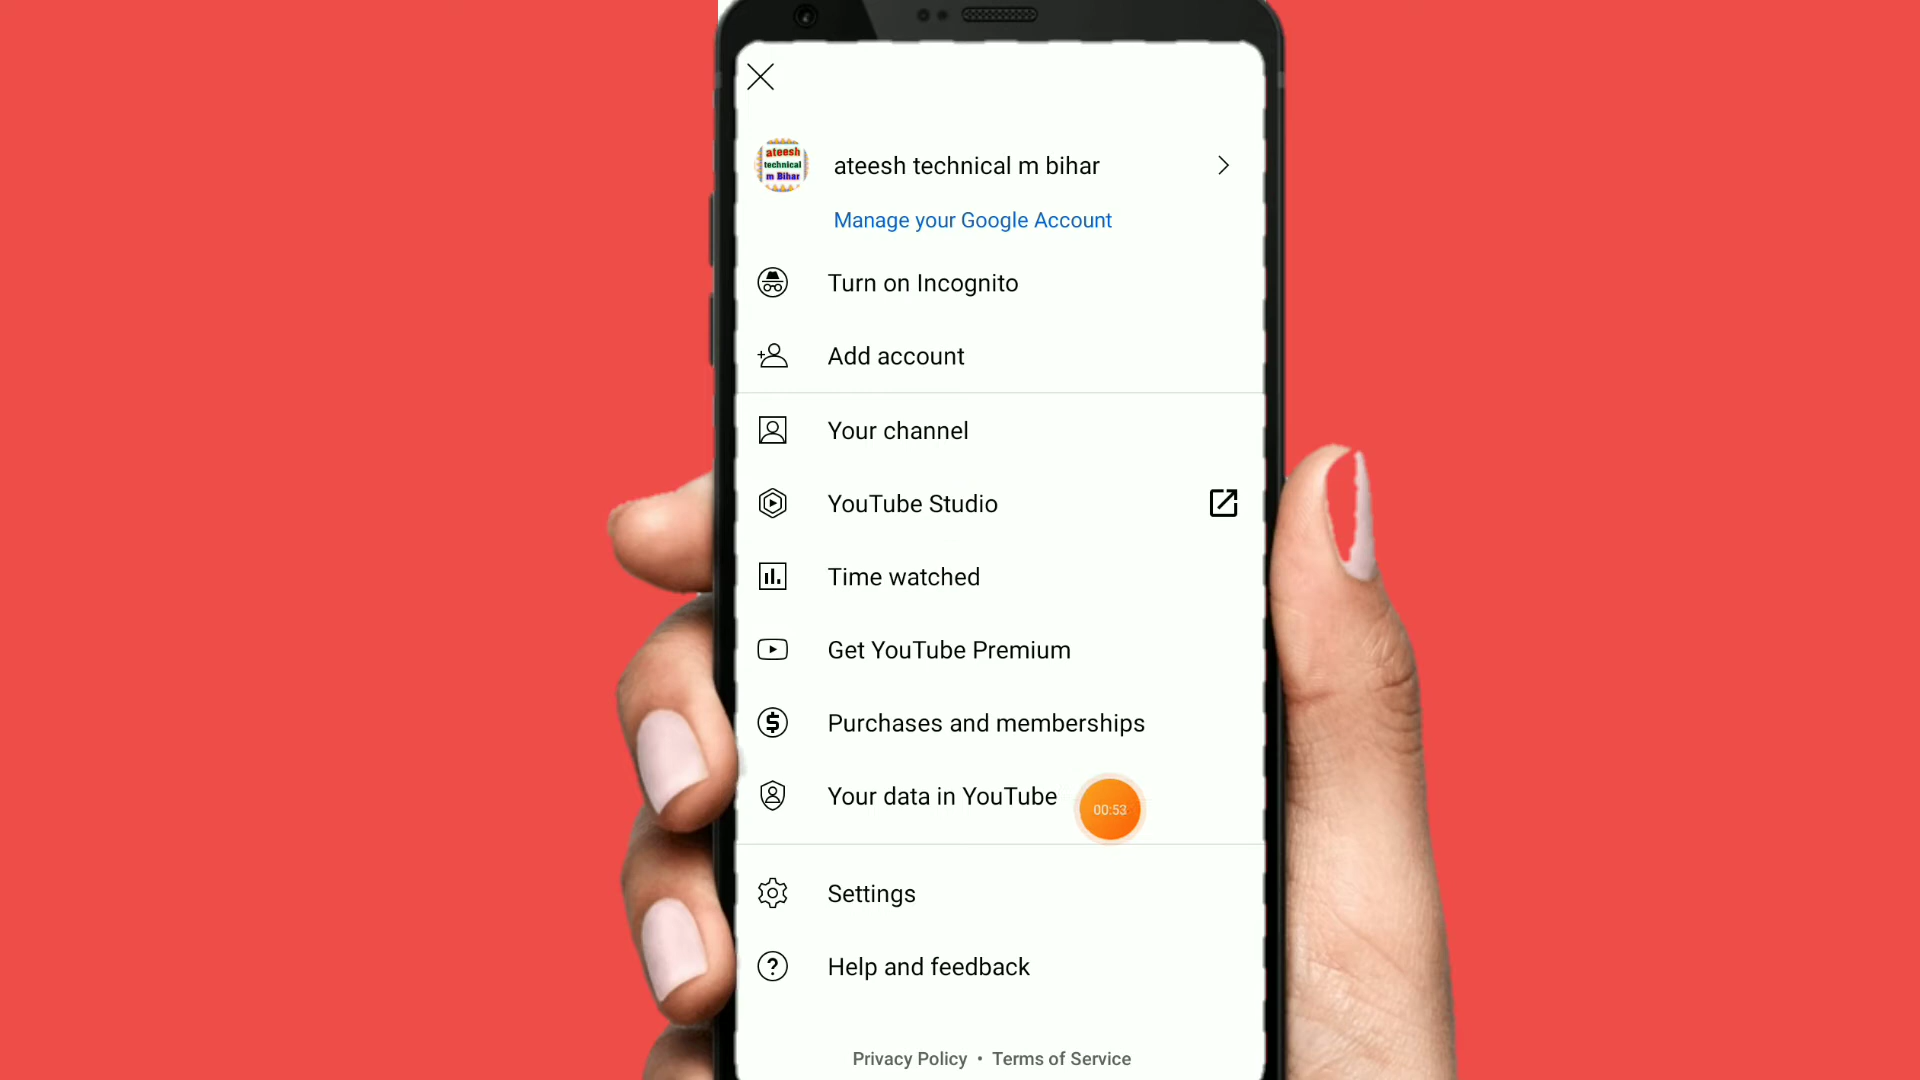 ateesh
technical
m Bihar
ateesh technical m bihar
Manage your Google Account
Turn on Incognito
Add account
Your channel
YouTube Studio
Time watched
Get YouTube Premium
Purchases and memberships
Your data in YouTube
00:53
Settings
Help and feedback
Privacy Policy • Terms of Service